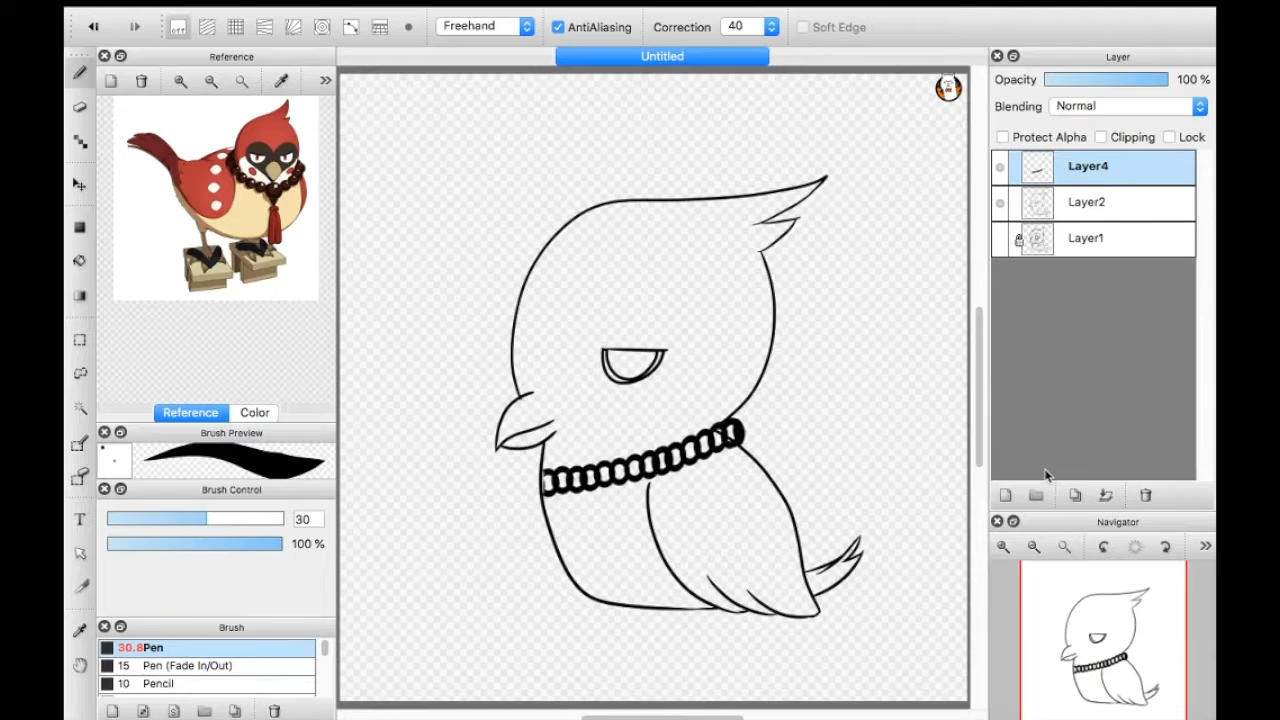 off
Freehand
AntiAliasing
Correction
40
Soft Edge
Reference
Untitled
Layer
Opacity
100 %
Blending
Normal
Protect Alpha
Clipping
Lock
Layer4
Layer2
Layer1
Reference
Color
Brush Preview
Brush Control
30
100 %
Brush
30.8Pen
15 Pen (Fade In/Out)
10 Pencil
T
S
Navigator